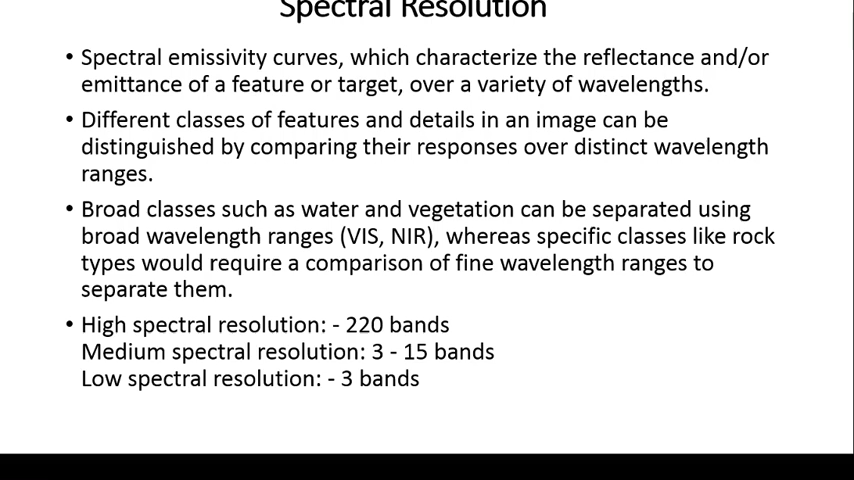 Spectral Resolution
• Spectral emissivity curves, which characterize the reflectance and/or
emittance of a feature or target, over a variety of wavelengths.
• Different classes of features and details in an image can be
distinguished by comparing their responses over distinct wavelength
ranges.
• Broad classes such as water and vegetation can be separated using
broad wavelength ranges (VIS, NIR), whereas specific classes like rock
types would require a comparison of fine wavelength ranges to
separate them.
• High spectral resolution: - 220 bands
Medium spectral resolution: 3 - 15 bands
Low spectral resolution: - 3 bands